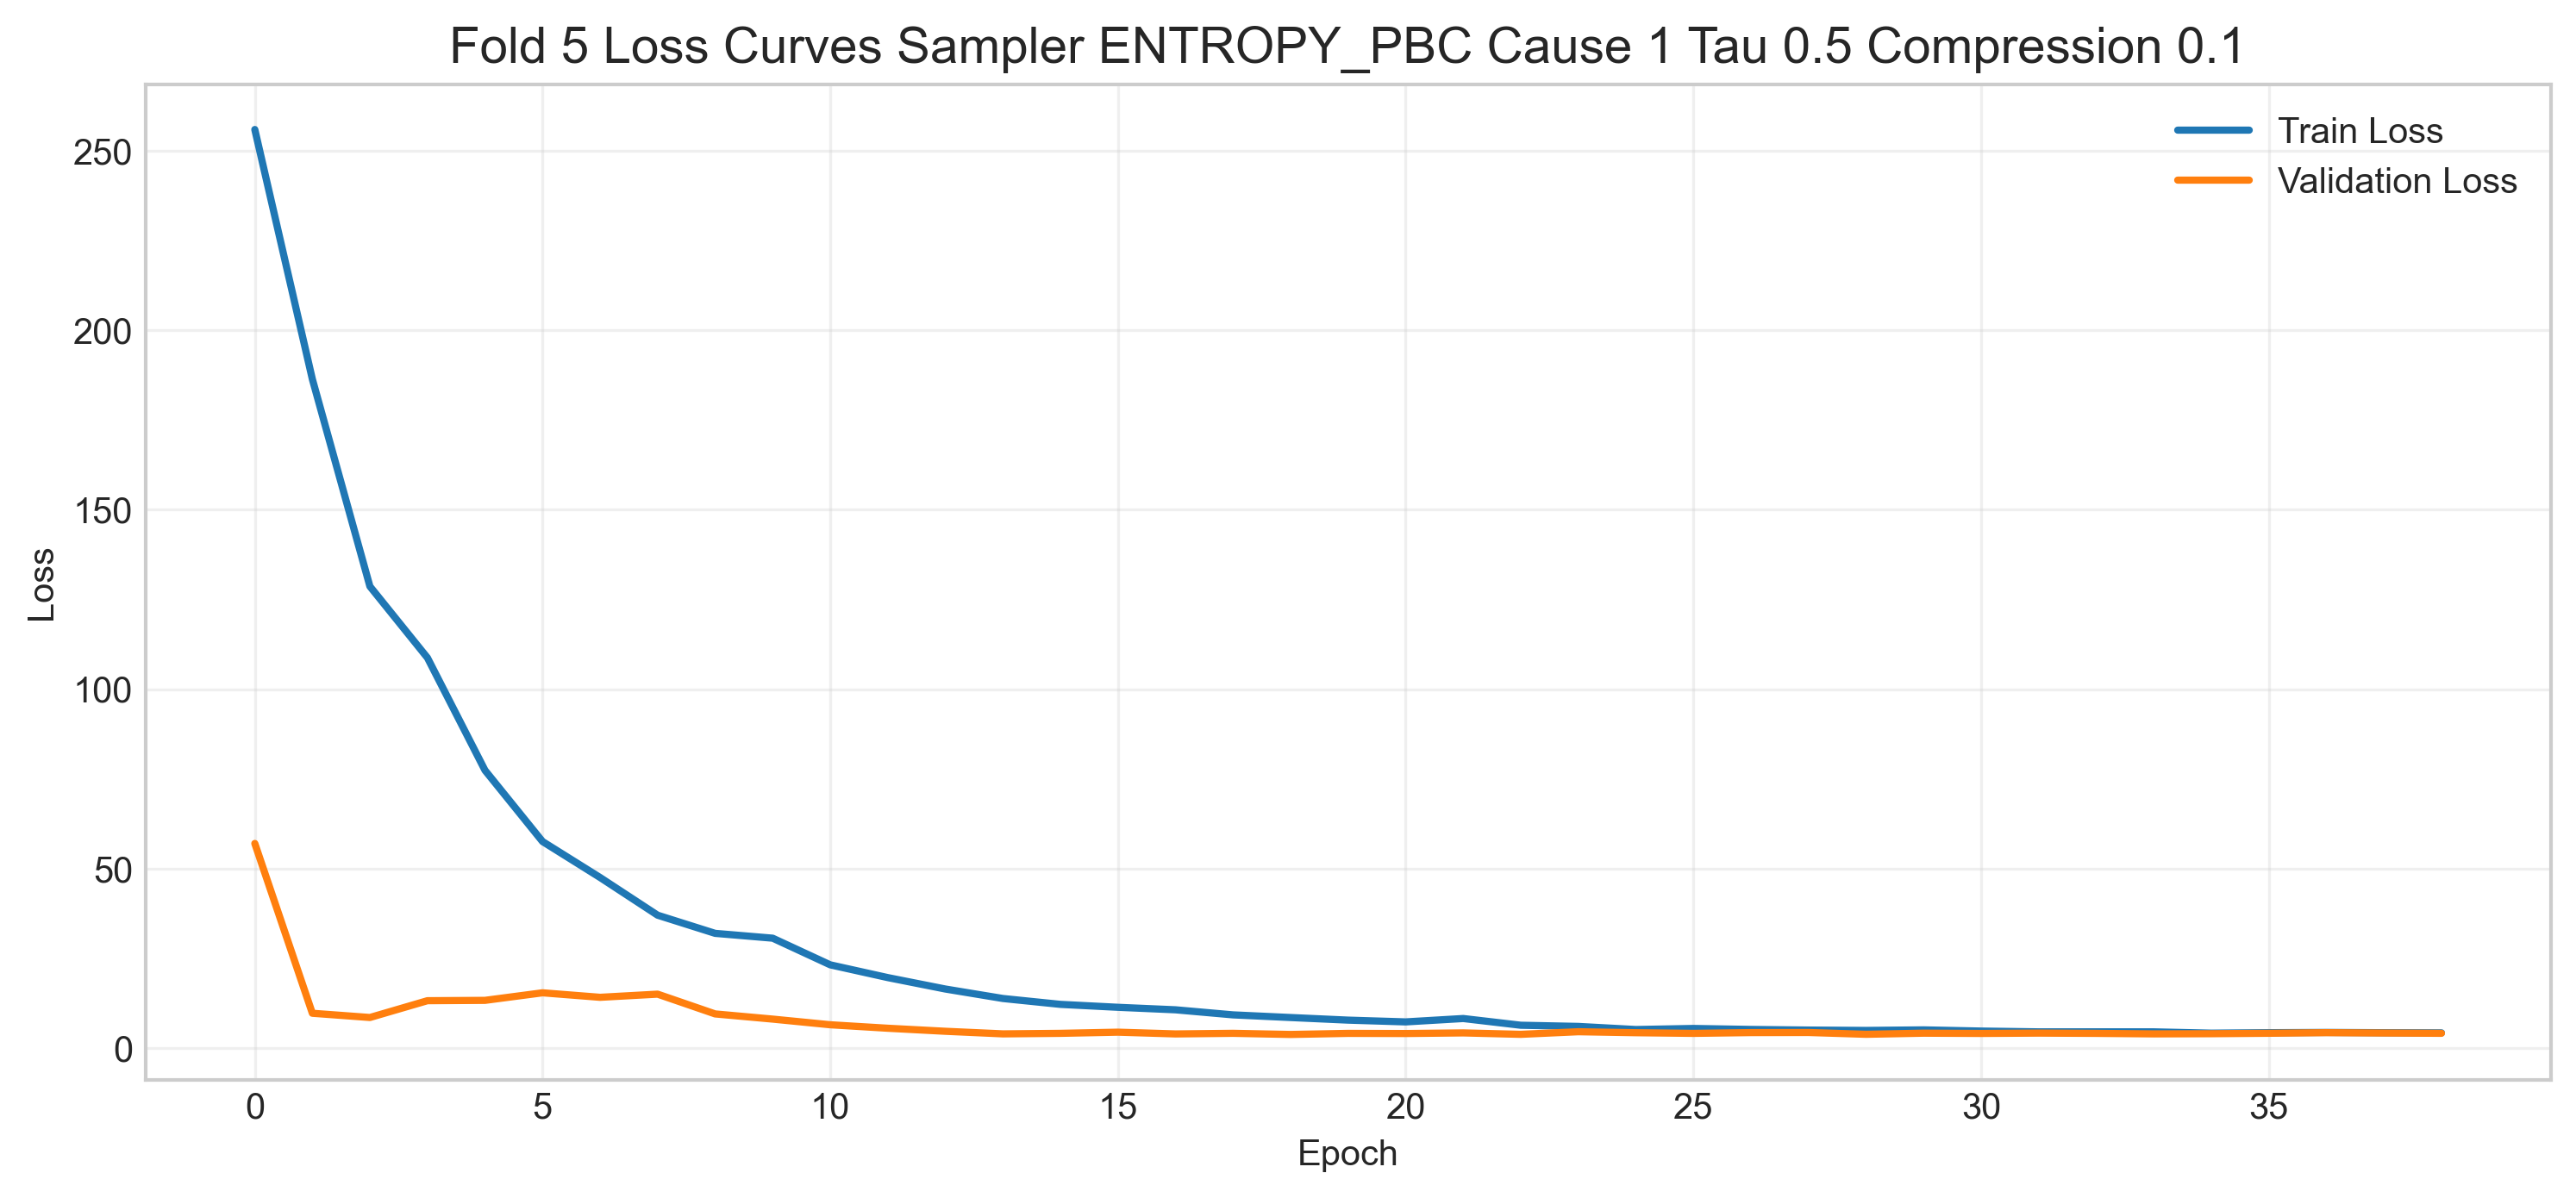 Fold 5 Loss Curves Sampler ENTROPY_PBC Cause 1 Tau 0.5 Compression 0.1
Train Loss
Validation Loss
250
200
150
100
50
0
Loss
0 5 10 15 20 25 30 35
Epoch